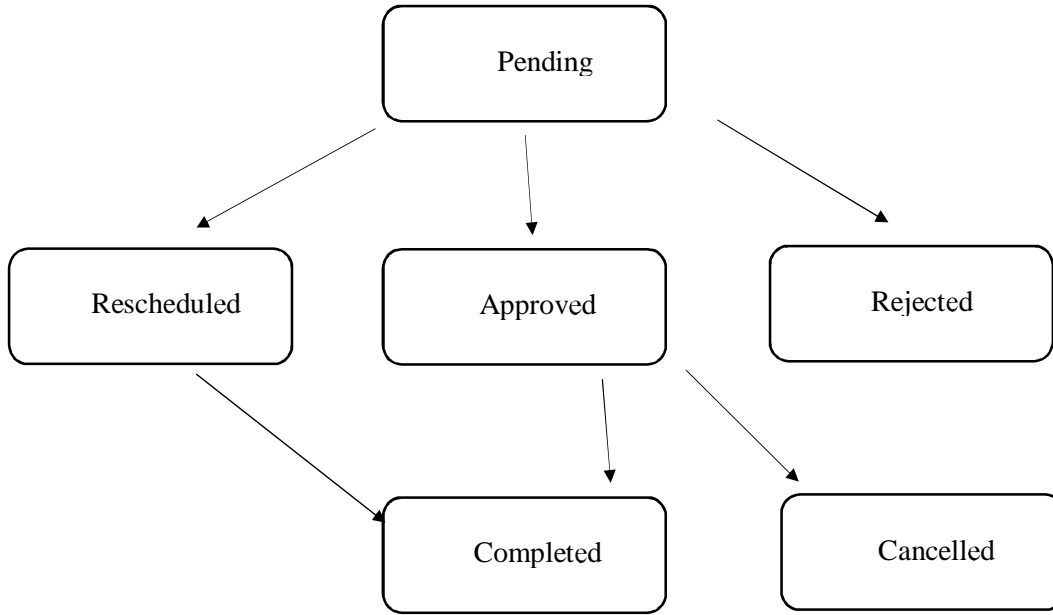 Pending
Rescheduled
Approved
Rejected
Completed
Cancelled